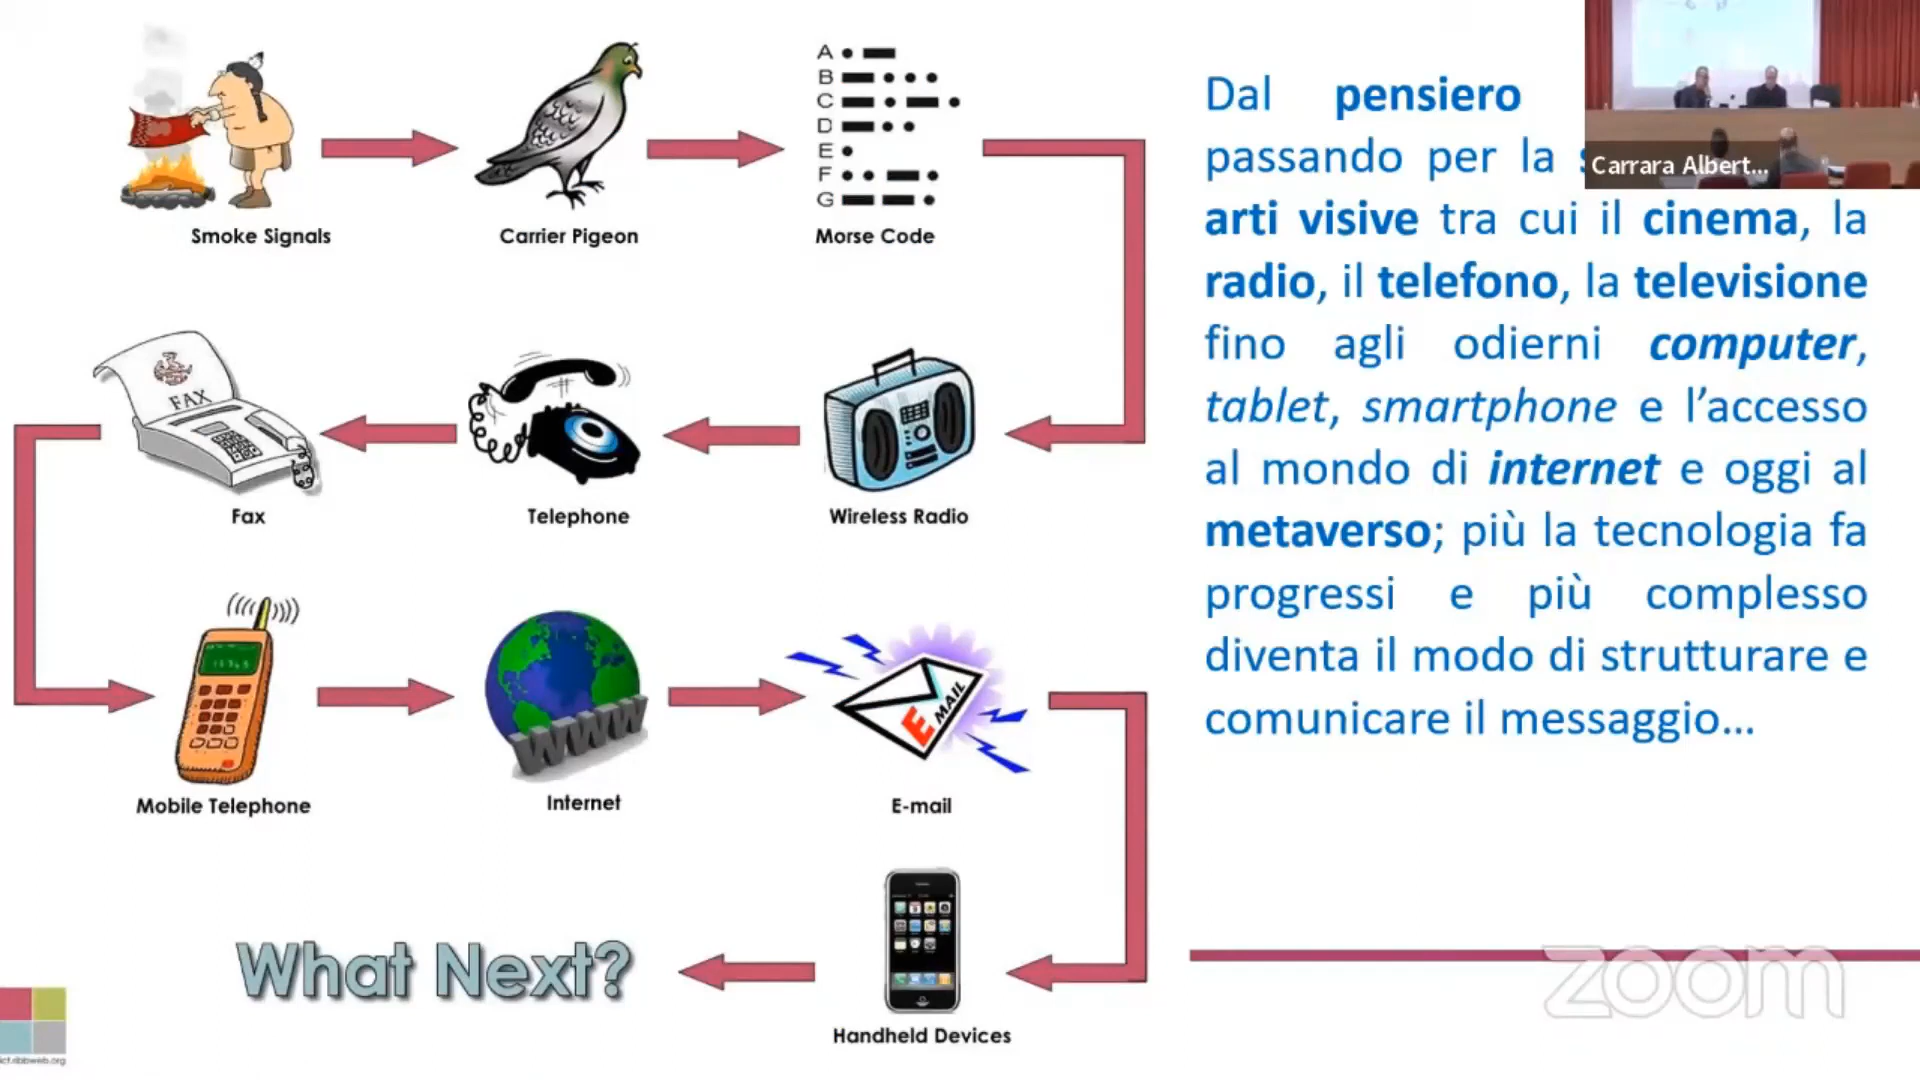 A
B
C
D
E
F
G
Smoke Signals
Carrier Pigeon
Morse Code
FAX
Fax
Telephone
Wireless Radio
WWW
E MAIL
Mobile Telephone
Internet
E-mail
What Next?
Handheld Devices
Dal pensiero
passando per la
arti visive tra cui il cinema, la
radio, il telefono, la televisione
fino agli odierni computer,
tablet, smartphone e l’accesso
al mondo di internet e oggi al
metaverso; più la tecnologia fa
progressi e più complesso
diventa il modo di strutturare e
comunicare il messaggio...
Carrara Albert...
zoom